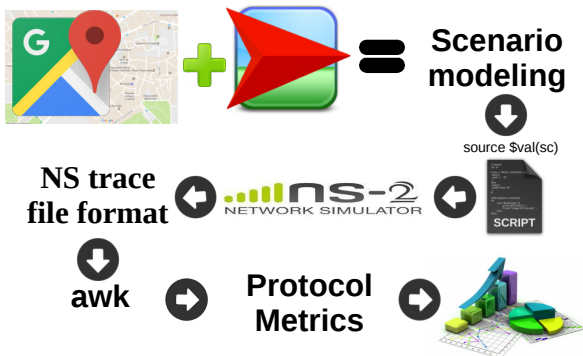 G
Scenario
modeling
source $val(sc)
SCRIPT
ns-2
NETWORK SIMULATOR
NS trace
file format
awk
Protocol
Metrics